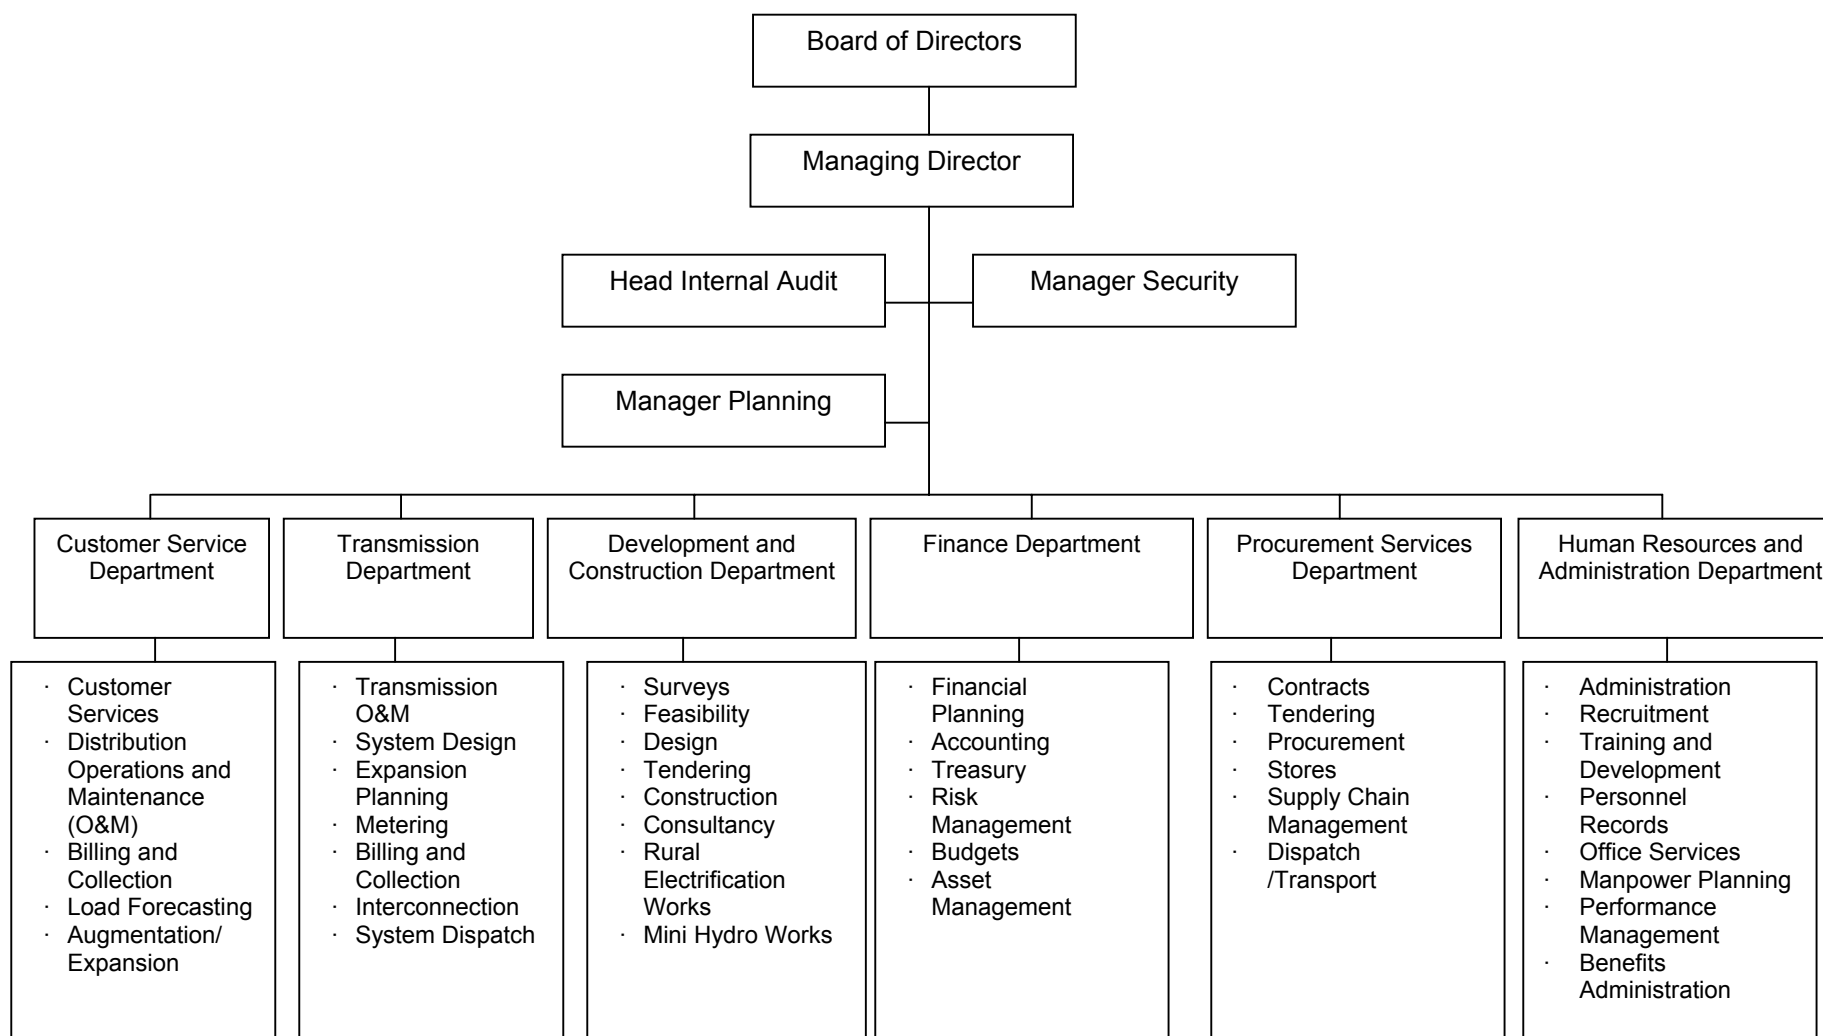 Board of Directors
Managing Director
Head Internal Audit
Manager Security
Manager Planning
Customer Service
Department
Transmission
Department
Development and
Construction Department
Finance Department
Procurement Services
Department
Human Resources and
Administration Department
· Customer
Services
· Distribution
Operations and
Maintenance
(O&M)
· Billing and
Collection
· Load Forecasting
· Augmentation/
Expansion
· Transmission
O&M
· System Design
· Expansion
Planning
· Metering
· Billing and
Collection
· Interconnection
· System Dispatch
· Surveys
· Feasibility
· Design
· Tendering
· Construction
· Consultancy
· Rural
Electrification
Works
· Mini Hydro Works
· Financial
Planning
· Accounting
· Treasury
· Risk
Management
· Budgets
· Asset
Management
· Contracts
· Tendering
· Procurement
· Stores
· Supply Chain
Management
· Dispatch
/Transport
· Administration
· Recruitment
· Training and
Development
· Personnel
Records
· Office Services
· Manpower Planning
· Performance
Management
· Benefits
Administration